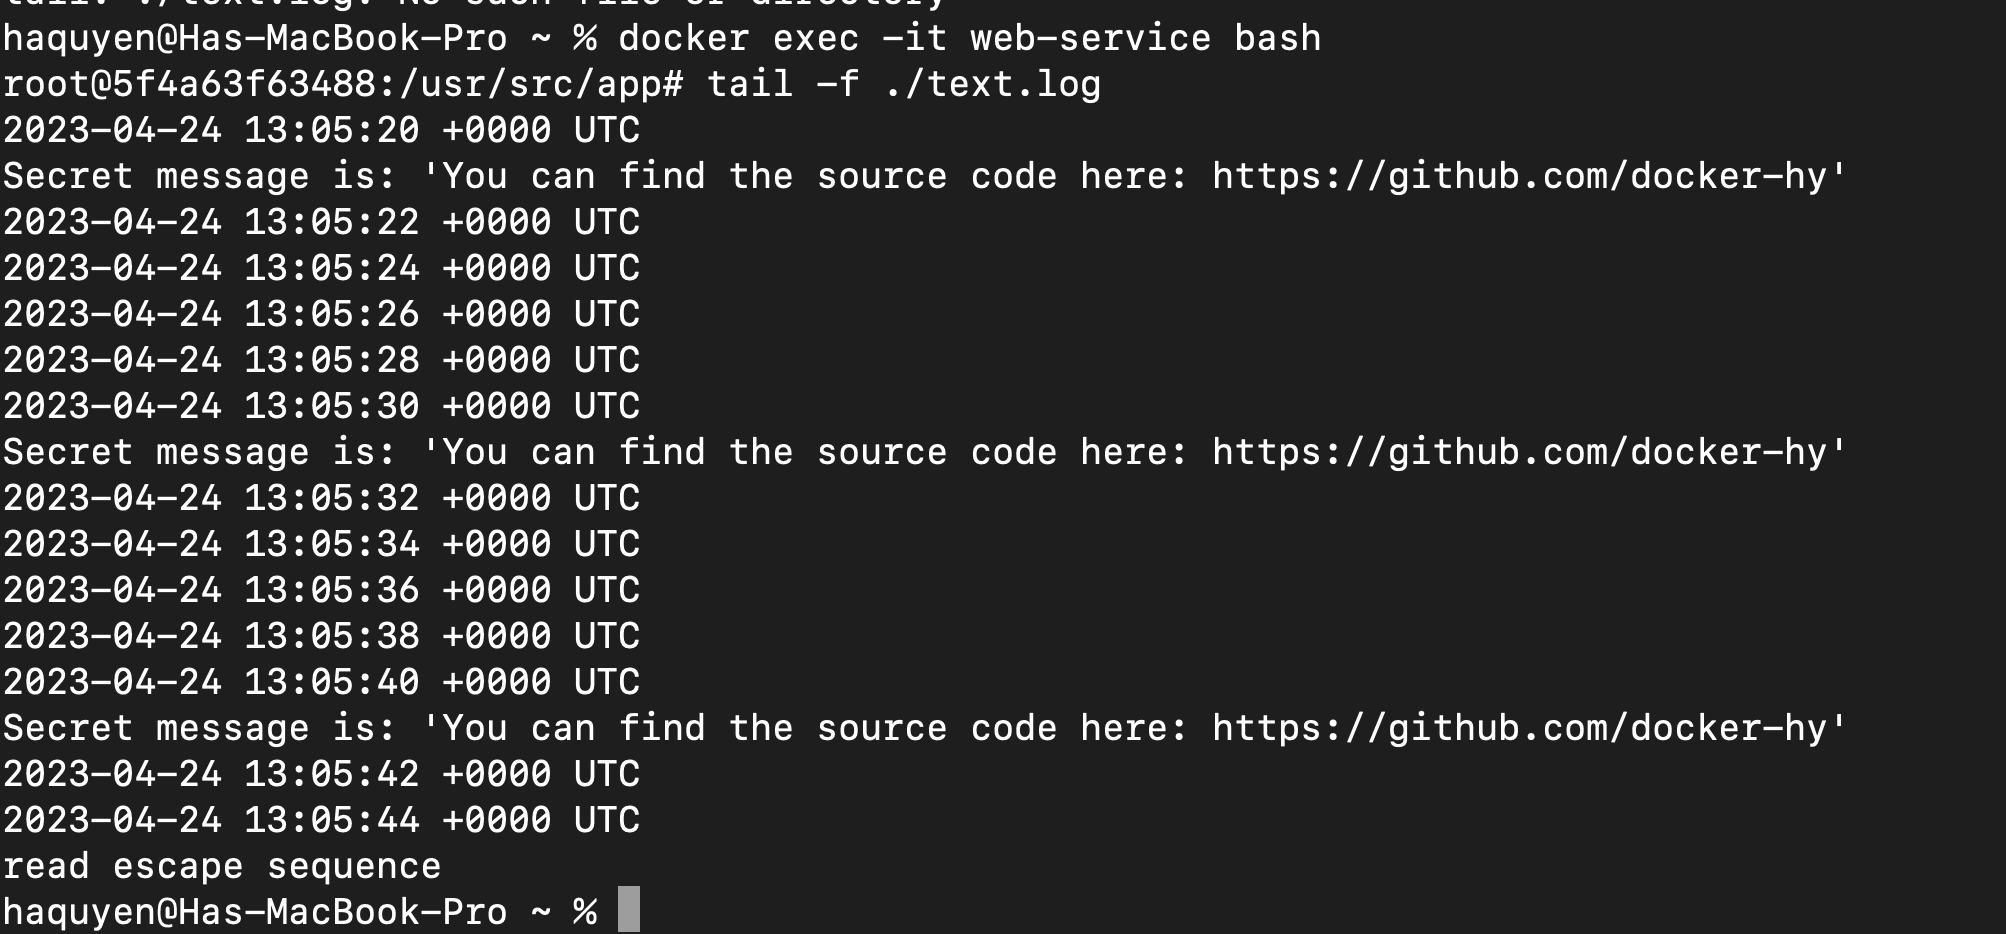 tail: ./text.log: No such file or directory
haquyen@Has-MacBook-Pro ~ % docker exec -it web-service bash
root@5f4a63f63488:/usr/src/app# tail -f ./text.log
2023-04-24 13:05:20 +0000 UTC
Secret message is: 'You can find the source code here: https://github.com/docker-hy'
2023-04-24 13:05:22 +0000 UTC
2023-04-24 13:05:24 +0000 UTC
2023-04-24 13:05:26 +0000 UTC
2023-04-24 13:05:28 +0000 UTC
2023-04-24 13:05:30 +0000 UTC
Secret message is: 'You can find the source code here: https://github.com/docker-hy'
2023-04-24 13:05:32 +0000 UTC
2023-04-24 13:05:34 +0000 UTC
2023-04-24 13:05:36 +0000 UTC
2023-04-24 13:05:38 +0000 UTC
2023-04-24 13:05:40 +0000 UTC
Secret message is: 'You can find the source code here: https://github.com/docker-hy'
2023-04-24 13:05:42 +0000 UTC
2023-04-24 13:05:44 +0000 UTC
read escape sequence
haquyen@Has-MacBook-Pro ~ %